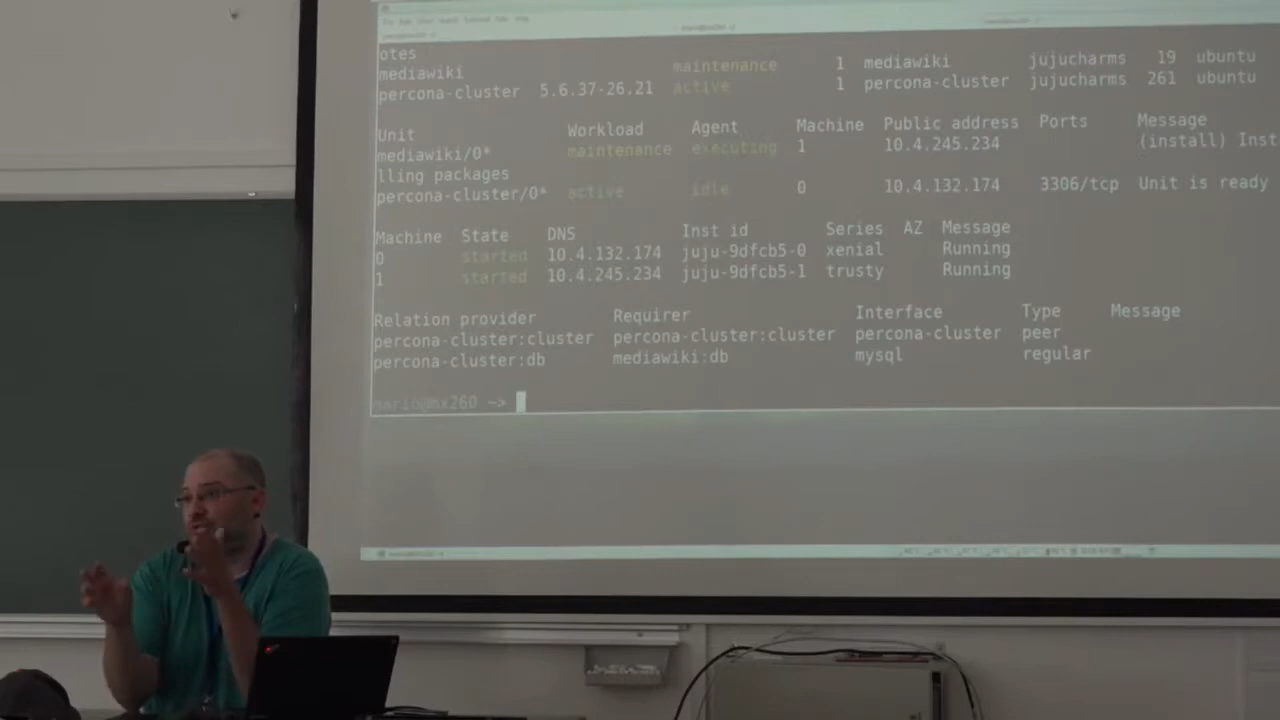 otes
mediawiki maintenance 1 mediawiki jujucharms 19 ubuntu
percona-cluster 5.6.37-26.21 active 1 percona-cluster jujucharms 261 ubuntu
Unit Workload Agent Machine Public address Ports Message
mediawiki/0* maintenance executing 1 10.4.245.234 (install) Inst
lling packages
percona-cluster/0* active idle 0 10.4.132.174 3306/tcp Unit is ready
Machine State DNS Inst id Series AZ Message
0 started 10.4.132.174 juju-9dfcb5-0 xenial Running
1 started 10.4.245.234 juju-9dfcb5-1 trusty Running
Relation provider Requirer Interface Type Message
percona-cluster:cluster percona-cluster:cluster percona-cluster peer
percona-cluster:db mediawiki:db mysql regular
mario@mx260 ~>